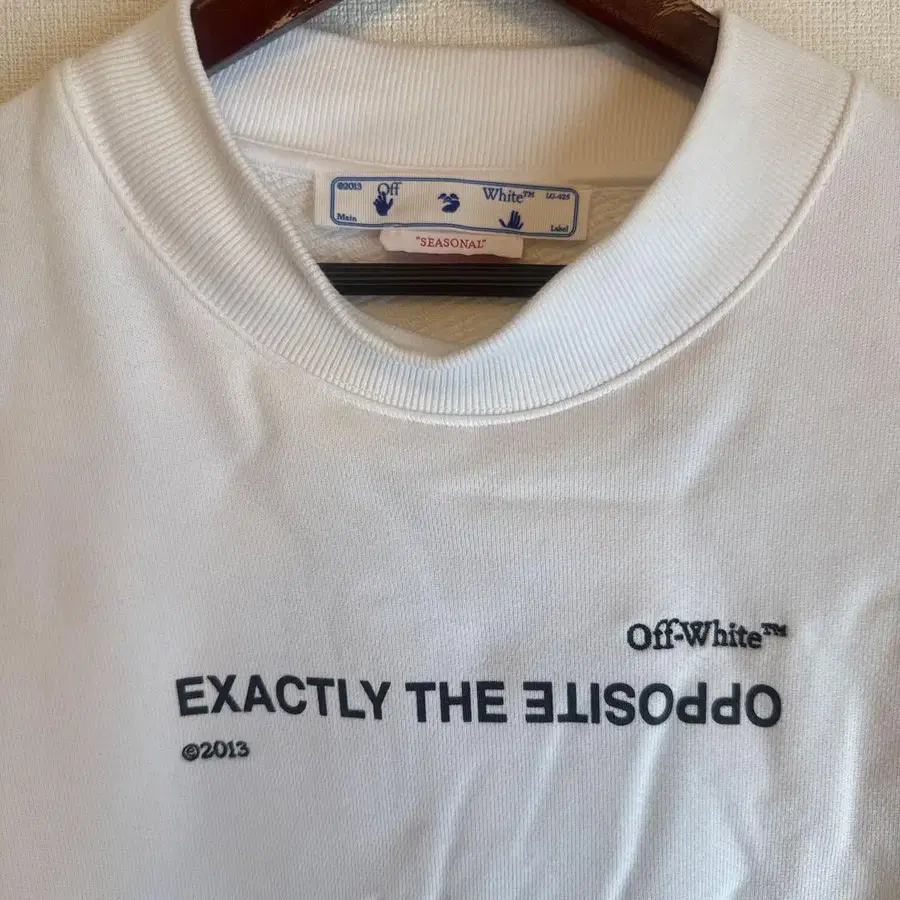 ©2013 Off White™ LG-425
Main Label
"SEASONAL"
Off-White™
EXACTLY THE OPPOSITE
©2013